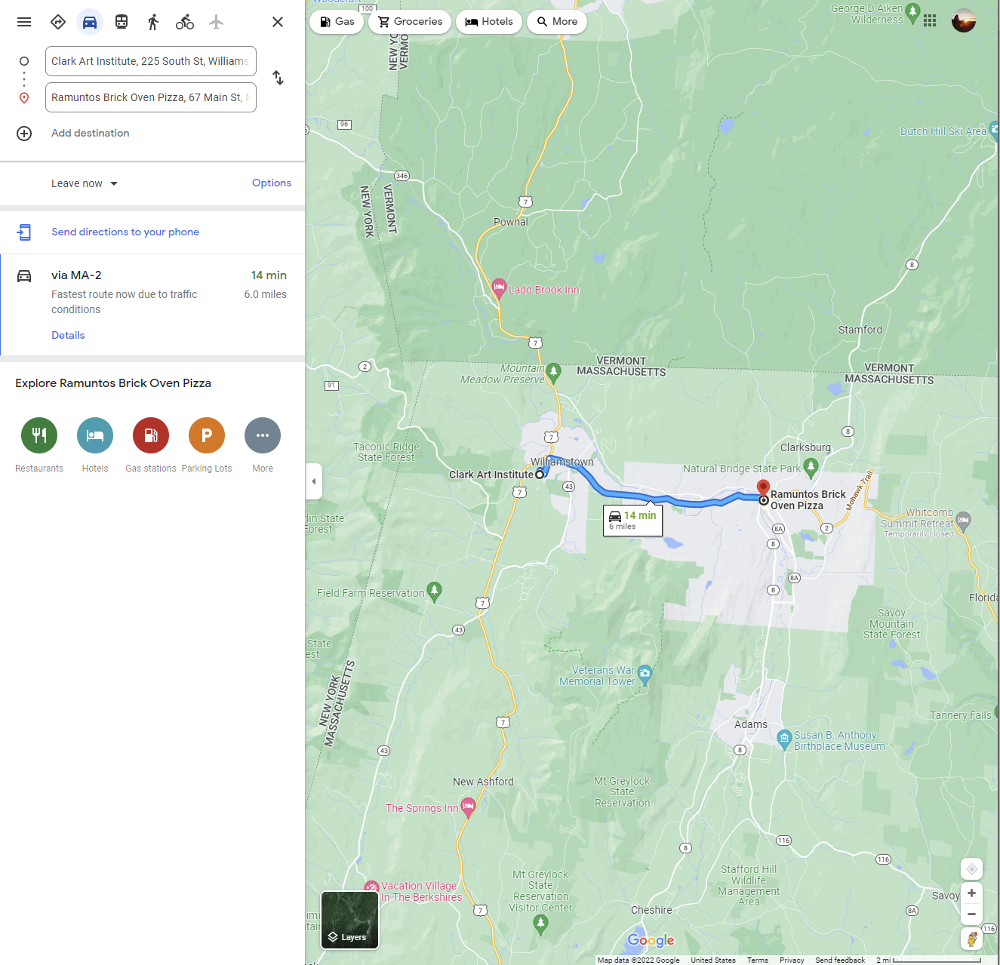 Clark Art Institute, 225 South St, Williams
Ramuntos Brick Oven Pizza, 67 Main St,
Add destination
Leave now
Options
Send directions to your phone
via MA-2
14 min
Fastest route now due to traffic
conditions
6.0 miles
Details
Explore Ramuntos Brick Oven Pizza
Restaurants
Hotels
Gas stations
P
Parking Lots
More
Gas
Groceries
Hotels
More
100
George D Aiken
Wilderness
NEW YO
VERMONT
96
Dutch Hill Ski Area
346
NEW YORK
VERMONT
7
Pownal
8
Ladd Brook Inn
Stamford
7
2
Mountain
Meadow Preserve
VERMONT
MASSACHUSETTS
VERMONT
MASSACHUSETTS
91
7
8
Taconic Ridge
State Forest
Clarksburg
Williamstown
Natural Bridge State Park
Clark Art Institute
43
7
Mohawk Trail
Ramuntos Brick
Oven Pizza
14 min
6 miles
lin State
orest
Whitcomb
Summit Retreat
Temporarily closed
8A
2
8
8A
8
Field Farm Reservation
7
Florida
43
Savoy
Mountain
State Forest
State
est
Veterans War
Memorial Tower
NEW YORK
MASSACHUSETTS
Tannery Falls
7
Adams
Susan B. Anthony
Birthplace Museum
43
8
New Ashford
Mt Greylock
State
Reservation
The Springs Inn
116
8
116
Mt Greylock
State
Reservation
Visitor Center
Stafford Hill
Wildlife
Management
Area
Vacation Village
In The Berkshires
Savoy
7
Cheshire
8A
116
Layers
Google
Map data ©2022 Google
United States
Terms
Privacy
Send feedback
2 mi